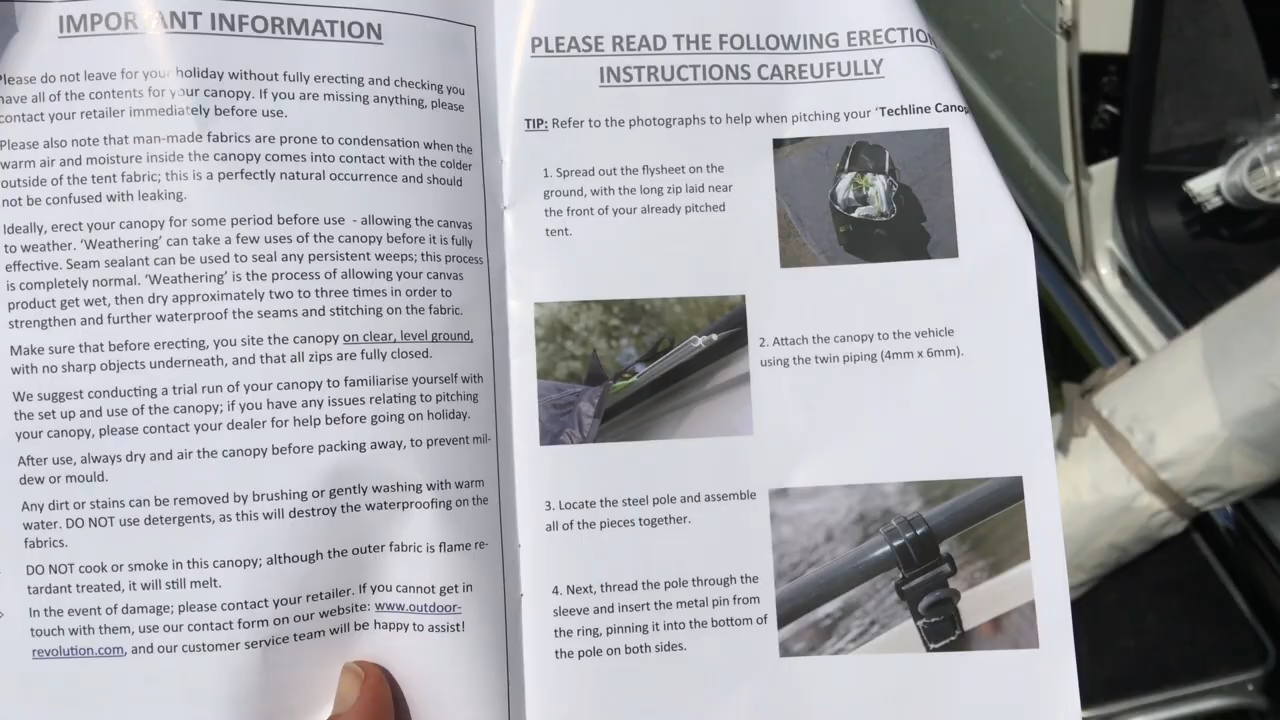 IMPORTANT INFORMATION
Please do not leave for your holiday without fully erecting and checking you
have all of the contents for your canopy. If you are missing anything, please
contact your retailer immediately before use.
Please also note that man-made fabrics are prone to condensation when the
warm air and moisture inside the canopy comes into contact with the colder
outside of the tent fabric; this is a perfectly natural occurrence and should
not be confused with leaking.
Ideally, erect your canopy for some period before use - allowing the canvas
to weather. ‘Weathering’ can take a few uses of the canopy before it is fully
effective. Seam sealant can be used to seal any persistent weeps; this process
is completely normal. ‘Weathering’ is the process of allowing your canvas
product get wet, then dry approximately two to three times in order to
strengthen and further waterproof the seams and stitching on the fabric.
Make sure that before erecting, you site the canopy on clear, level ground,
with no sharp objects underneath, and that all zips are fully closed.
We suggest conducting a trial run of your canopy to familiarise yourself with
the set up and use of the canopy; if you have any issues relating to pitching
your canopy, please contact your dealer for help before going on holiday.
After use, always dry and air the canopy before packing away, to prevent mil-
dew or mould.
Any dirt or stains can be removed by brushing or gently washing with warm
water. DO NOT use detergents, as this will destroy the waterproofing on the
fabrics.
DO NOT cook or smoke in this canopy; although the outer fabric is flame re-
tardant treated, it will still melt.
In the event of damage; please contact your retailer. If you cannot get in
touch with them, use our contact form on our website: www.outdoor-
revolution.com, and our customer service team will be happy to assist!
PLEASE READ THE FOLLOWING ERECTION
INSTRUCTIONS CAREUFULLY
TIP: Refer to the photographs to help when pitching your ‘Techline Canop
1. Spread out the flysheet on the
ground, with the long zip laid near
the front of your already pitched
tent.
2. Attach the canopy to the vehicle
using the twin piping (4mm x 6mm).
3. Locate the steel pole and assemble
all of the pieces together.
4. Next, thread the pole through the
sleeve and insert the metal pin from
the ring, pinning it into the bottom of
the pole on both sides.